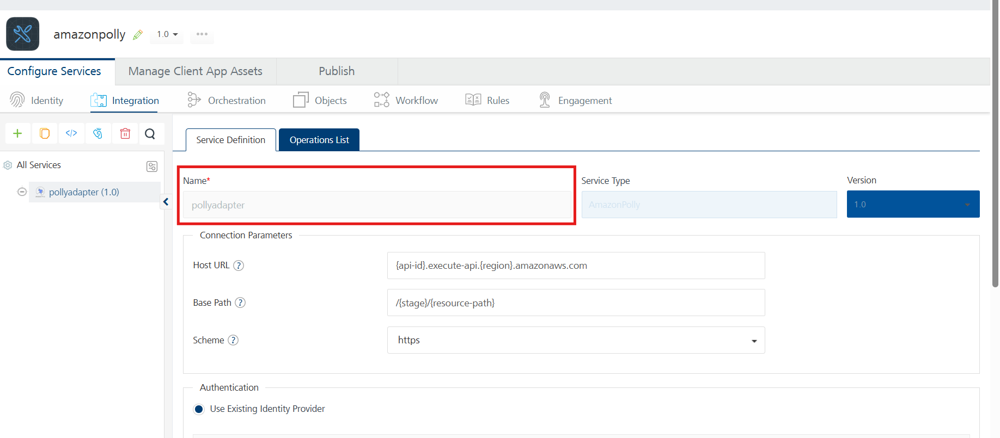 amazonpolly 1.0
Configure Services Manage Client App Assets Publish
Identity Integration Orchestration Objects Workflow Rules Engagement
Service Definition Operations List
All Services
pollyadapter (1.0)
Name* Service Type Version
pollyadapter AmazonPolly 1.0
Connection Parameters
Host URL ? {api-id}.execute-api.{region}.amazonaws.com
Base Path ? /{stage}/{resource-path}
Scheme ? https
Authentication
Use Existing Identity Provider